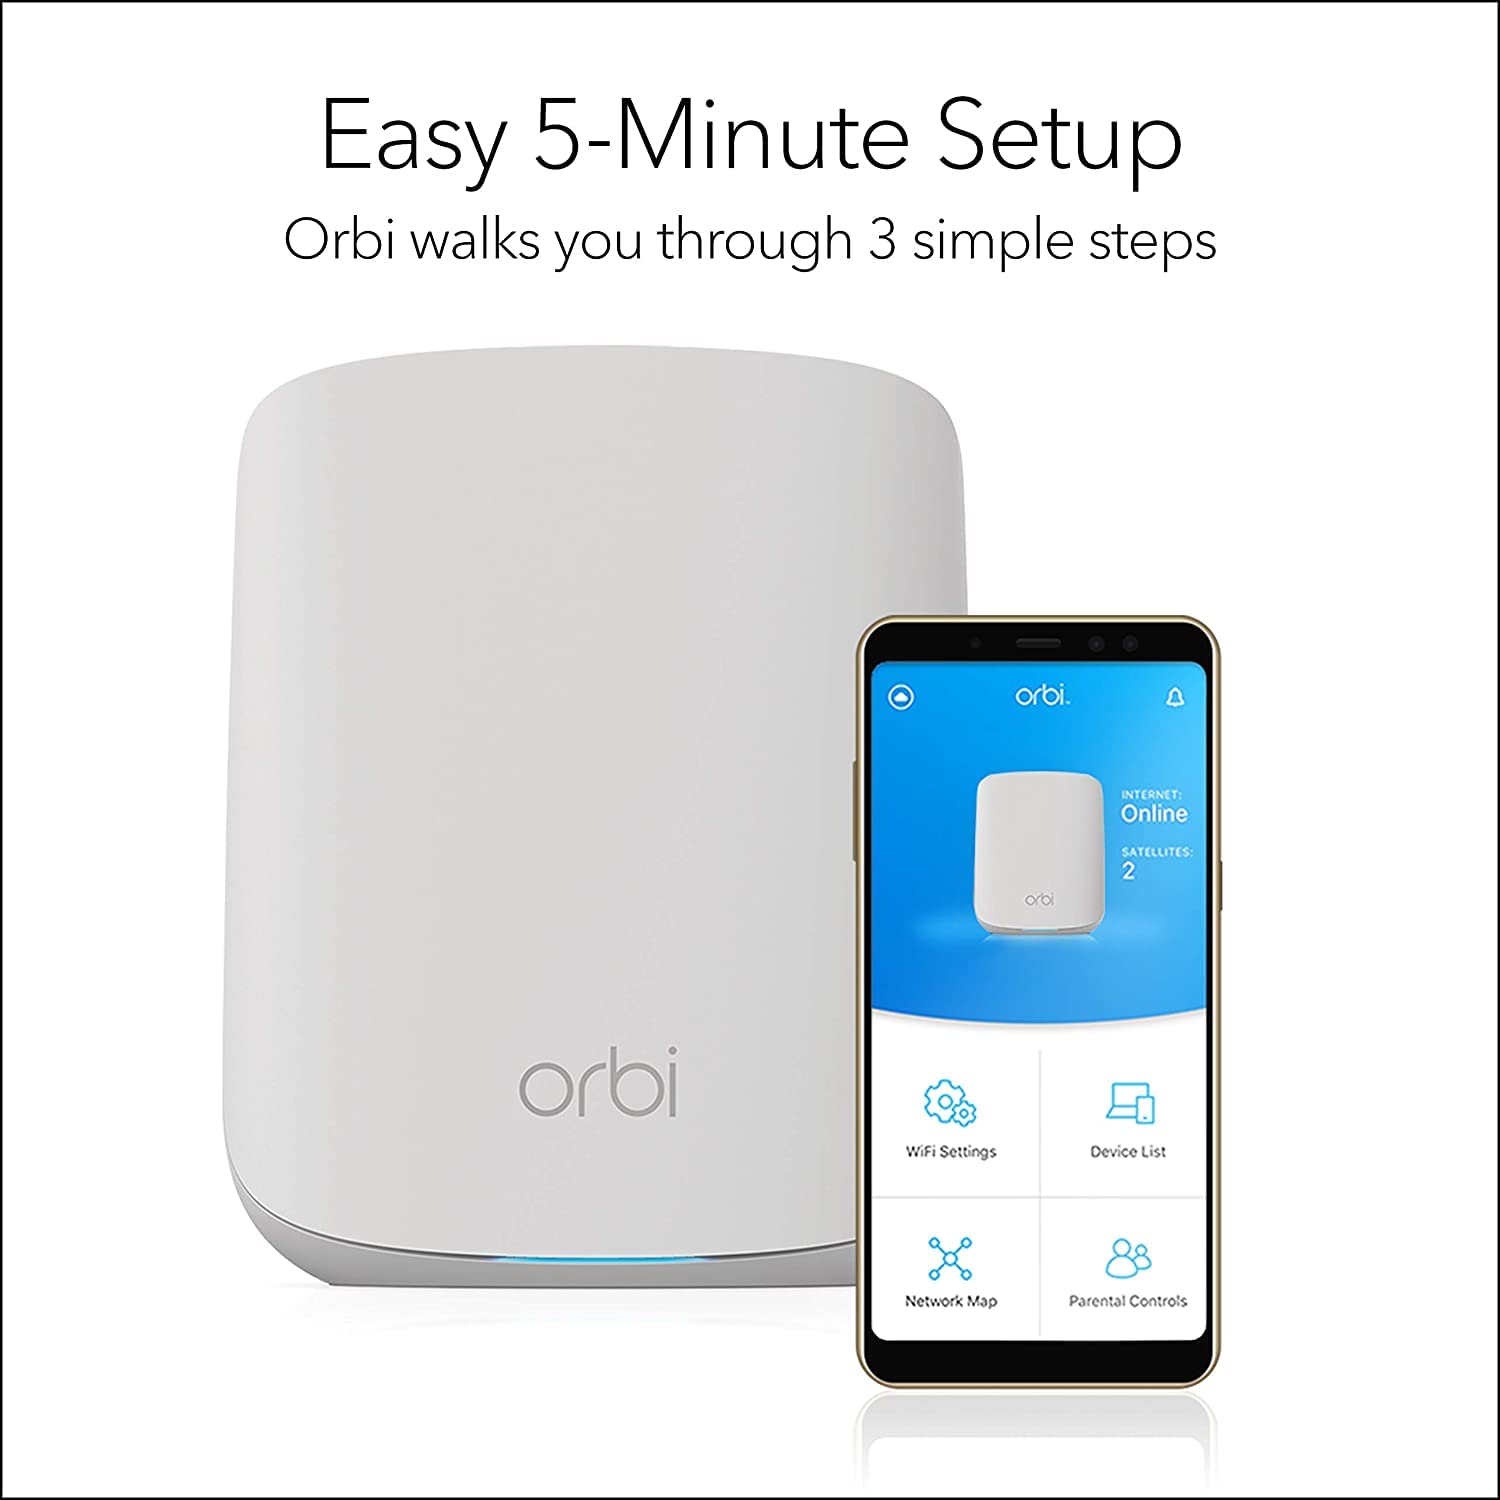 Easy 5-Minute Setup
Orbi walks you through 3 simple steps
orbi
orbi™
INTERNET:
Online
SATELLITES:
2
orbi
WiFi Settings
Device List
Network Map
Parental Controls